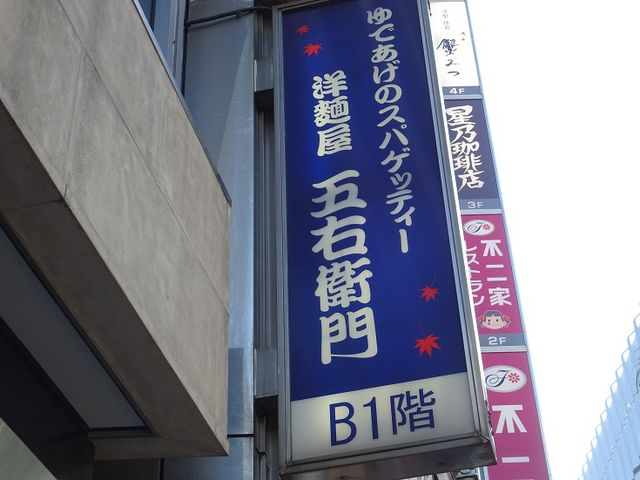 ゆであげのスパゲッティー
洋麺屋 五右衛門
B1階
4F
星乃珈琲店
3F
不二家
レストラン
2F
不二